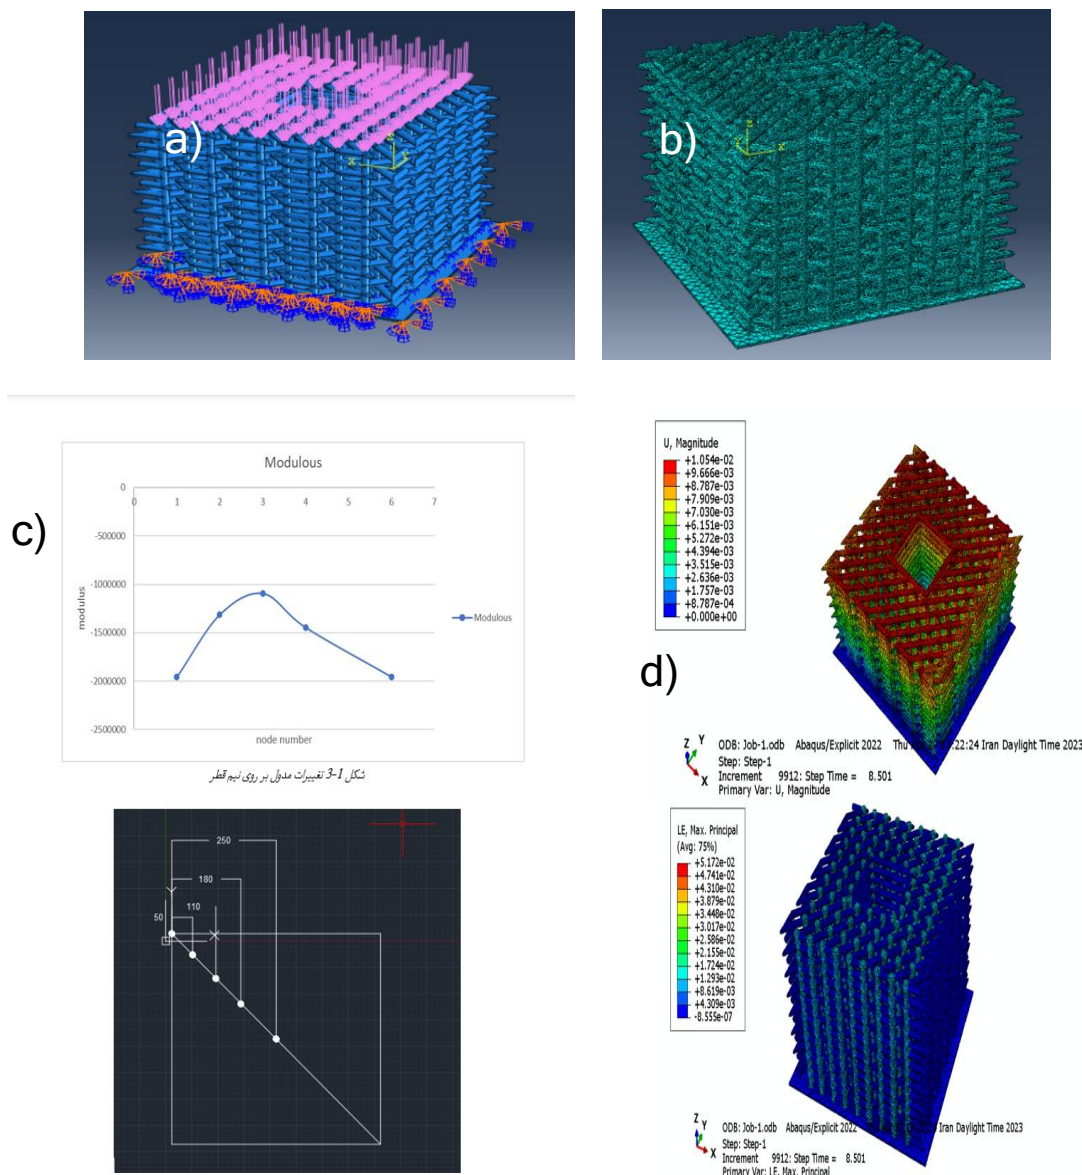 a)
X
Z
Y
b)
X
Z
Y
c)
Modulous
0
0 1 2 3 4 5 6 7
-500000
-1000000
-1500000
-2000000
-2500000
modulus
Modulous
node number
شکل 1-3 تغییرات مدول بر روی نیم قطر
250
180
110
50
Y
X
d)
U, Magnitude
+1.054e-02
+9.666e-03
+8.787e-03
+7.909e-03
+7.030e-03
+6.151e-03
+5.272e-03
+4.394e-03
+3.515e-03
+2.636e-03
+1.757e-03
+8.787e-04
+0.000e+00
Z Y
X
ODB: Job-1.odb Abaqus/Explicit 2022 Thu :22:24 Iran Daylight Time 2023
Step: Step-1
Increment 9912: Step Time = 8.501
Primary Var: U, Magnitude
LE, Max. Principal
(Avg: 75%)
+5.172e-02
+4.741e-02
+4.310e-02
+3.879e-02
+3.448e-02
+3.017e-02
+2.586e-02
+2.155e-02
+1.724e-02
+1.293e-02
+8.619e-03
+4.309e-03
-8.555e-07
Z Y
X
ODB: Job-1.odb Abaqus/Explicit 2022 Iran Daylight Time 2023
Step: Step-1
Increment 9912: Step Time = 8.501
Primary Var: LE, Max. Principal